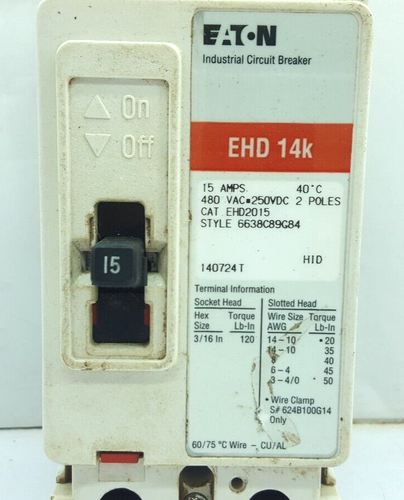 EATON
Industrial Circuit Breaker
△ On
▽ Off
EHD 14k
15 AMPS 40°C
480 VAC▪250VDC 2 POLES
CAT EHD2015
STYLE 6638C89G84
15
140724T HID
Terminal Information
Socket Head Slotted Head
Hex Size Torque Lb-In Wire Size AWG Torque Lb-In
3/16 In 120 14 - 10 • 20
14 - 10 35
8 40
6 - 4 45
3 - 4/0 • 50
• Wire Clamp
S# 624B100G14
Only
60/75 °C Wire – CU/AL